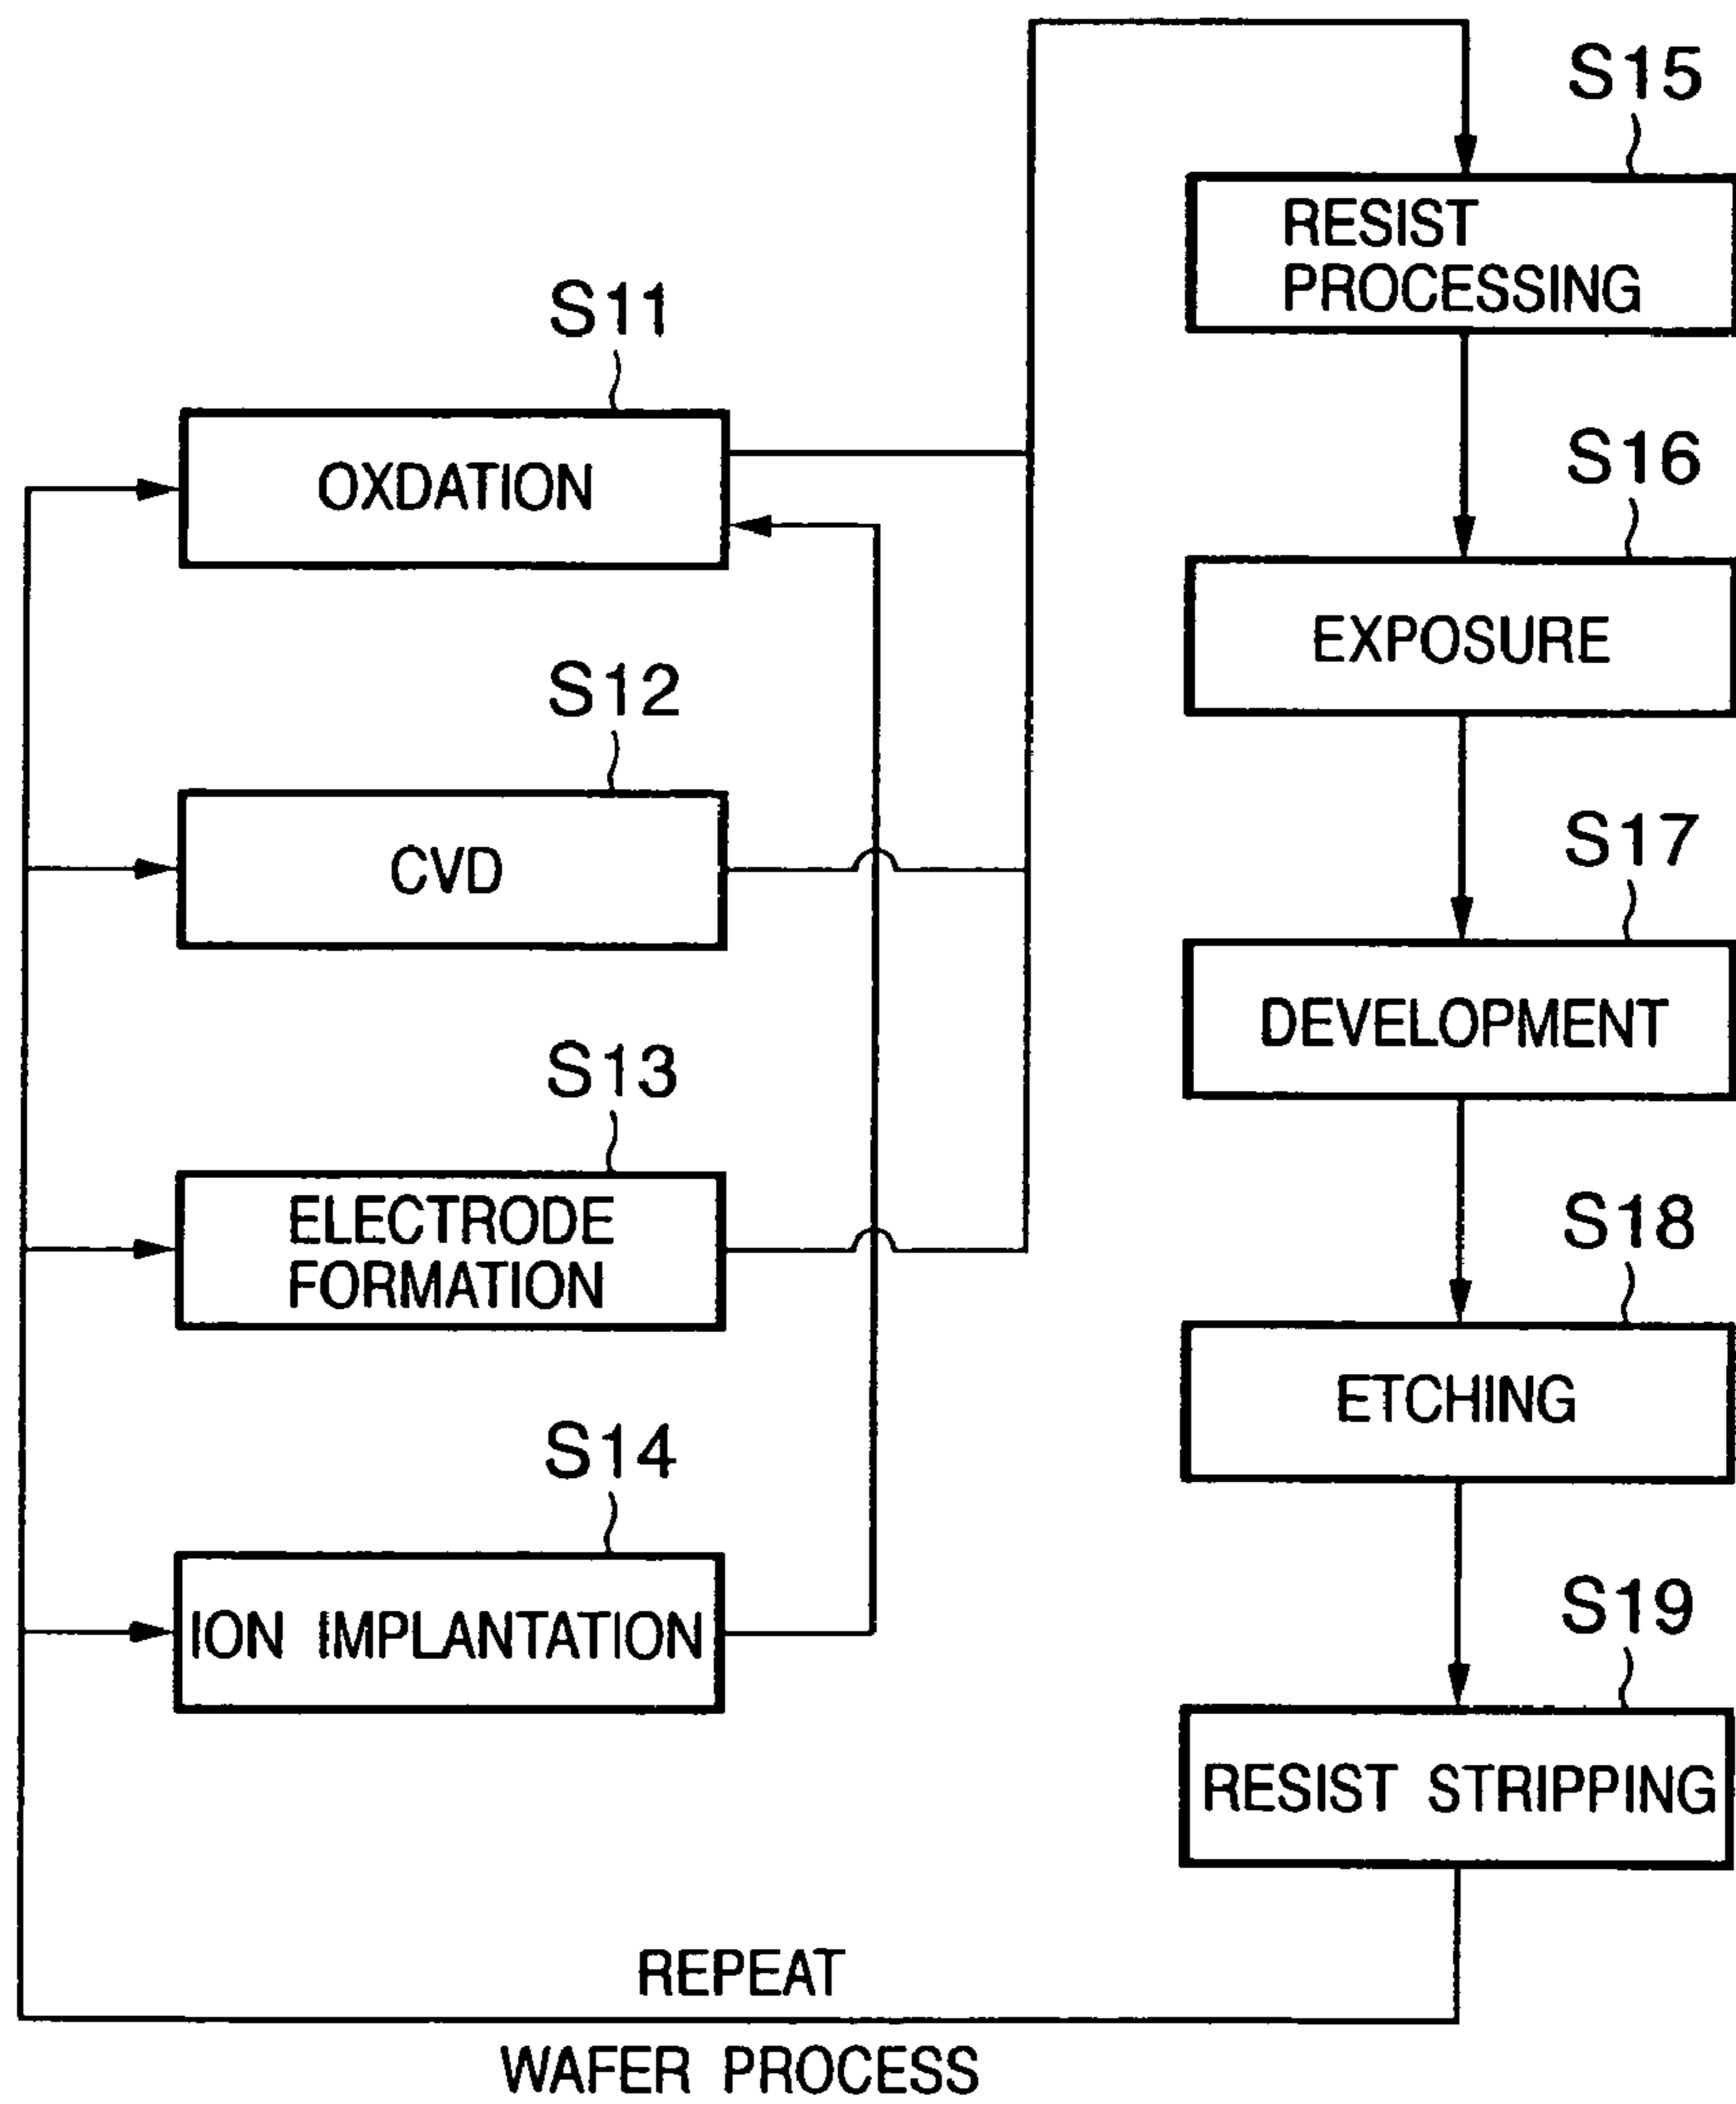 S11
OXDATION
S12
CVD
S13
ELECTRODE
FORMATION
S14
ION IMPLANTATION
S15
RESIST
PROCESSING
S16
EXPOSURE
S17
DEVELOPMENT
S18
ETCHING
S19
RESIST STRIPPING
REPEAT
WAFER PROCESS